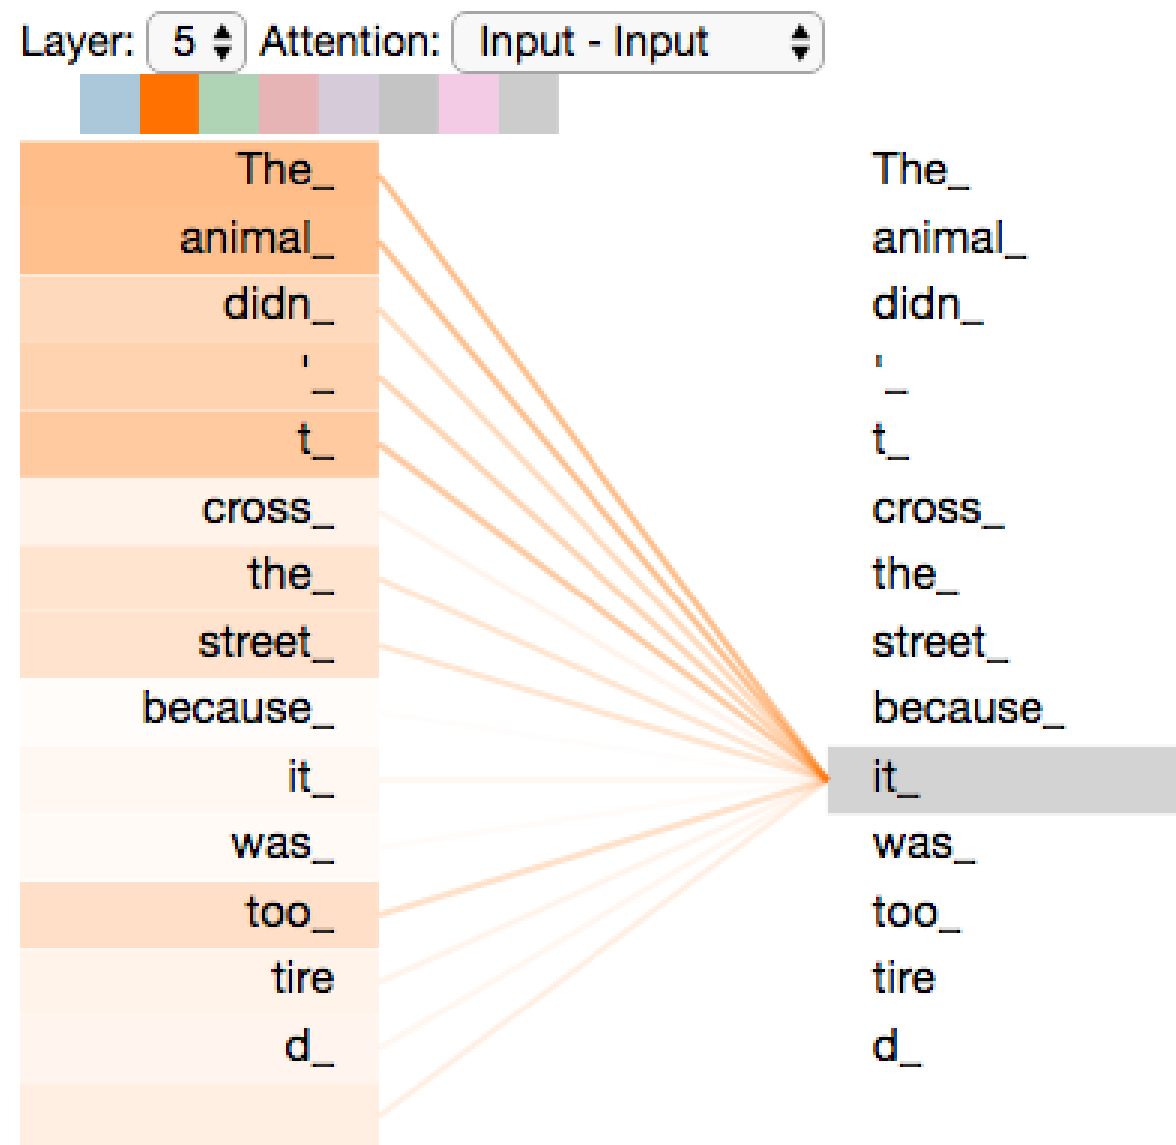 Layer: 5 Attention: Input - Input
The_ The_
animal_ animal_
didn_ didn_
'_ '_
t_ t_
cross_ cross_
the_ the_
street_ street_
because_ because_
it_ it_
was_ was_
too_ too_
tire tire
d_ d_